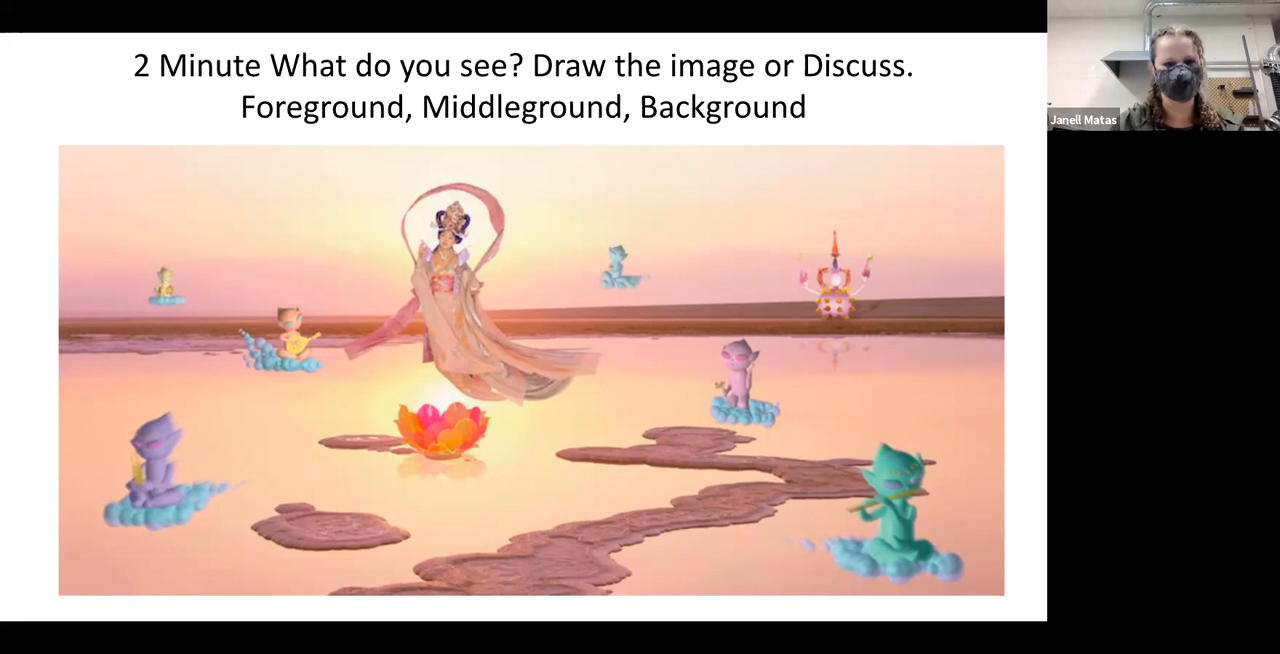 2 Minute What do you see? Draw the image or Discuss.
Foreground, Middleground, Background
Janell Matas